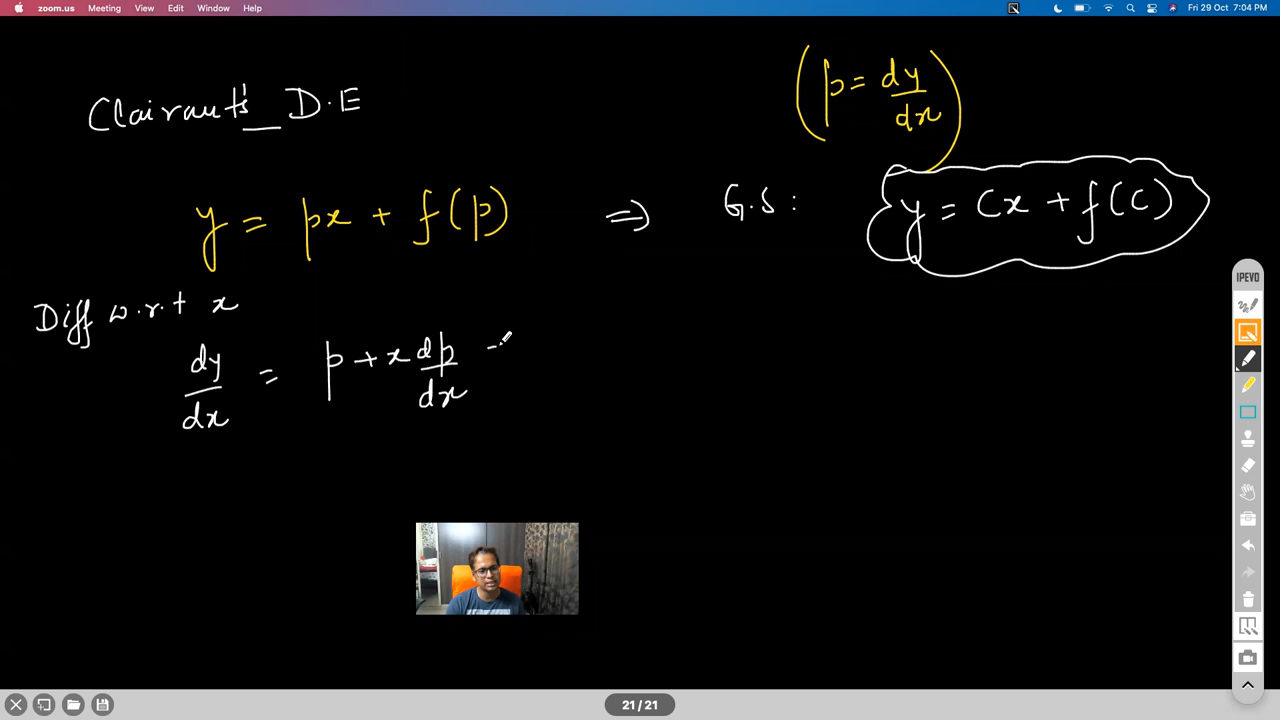 zoom.us Meeting View Edit Window Help Fri 29 Oct 7:04 PM
Clairaut's D.E
(p = dy/dx)
y = px + f(p) ⇒ G.S : y = Cx + f(C)
Diff w.r.t x
dy/dx = p + x dp/dx -
IPEVO
21 / 21